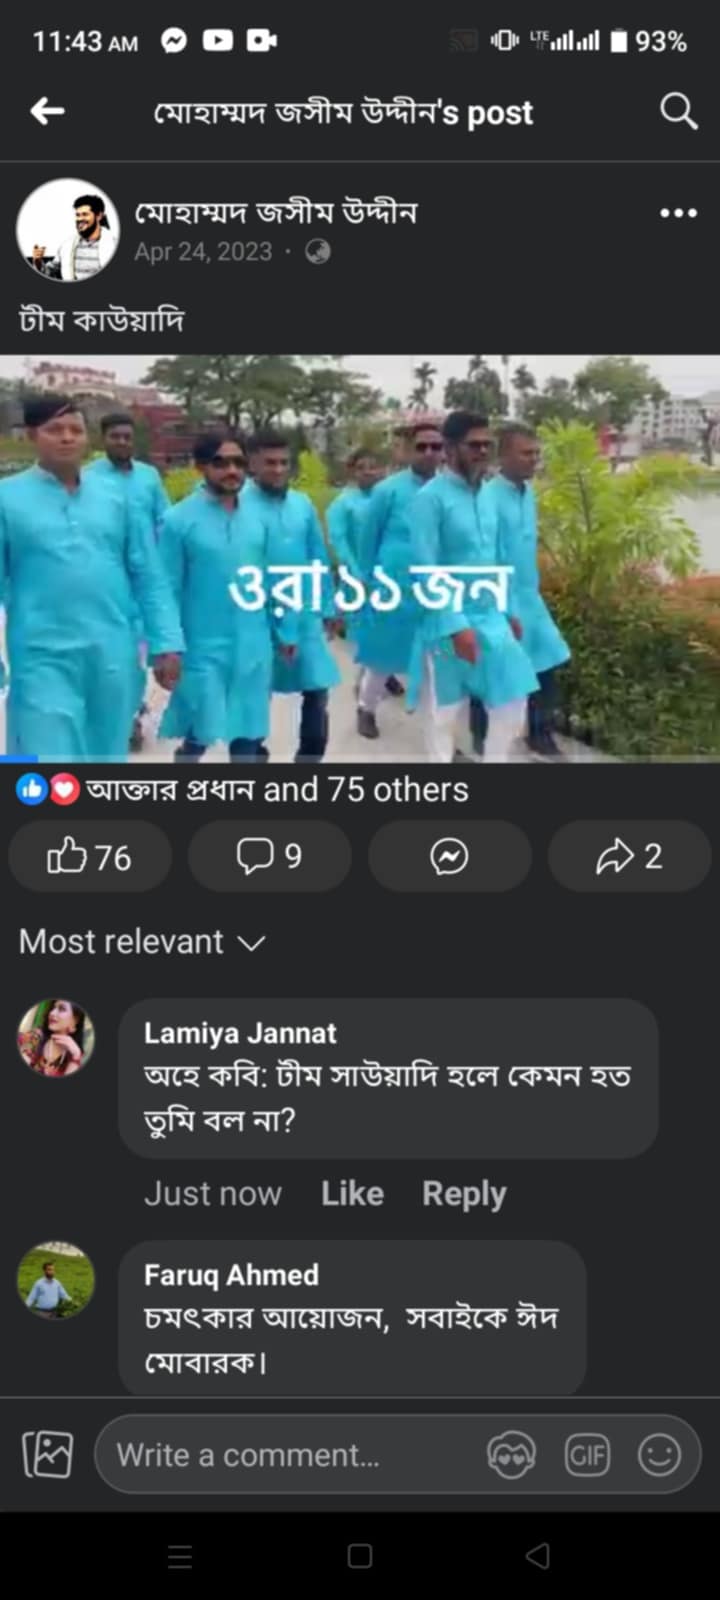 11:43 AM
LTE 93%
মোহাম্মদ জসীম উদ্দীন's post
মোহাম্মদ জসীম উদ্দীন
Apr 24, 2023 ·
টীম কাউয়াদি
ওরা ১১ জন
আক্তার প্রধান and 75 others
76 9 2
Most relevant
Lamiya Jannat
অহে কবি: টীম সাউয়াদি হলে কেমন হত
তুমি বল না?
Just now Like Reply
Faruq Ahmed
চমৎকার আয়োজন, সবাইকে ঈদ
মোবারক।
Write a comment... GIF